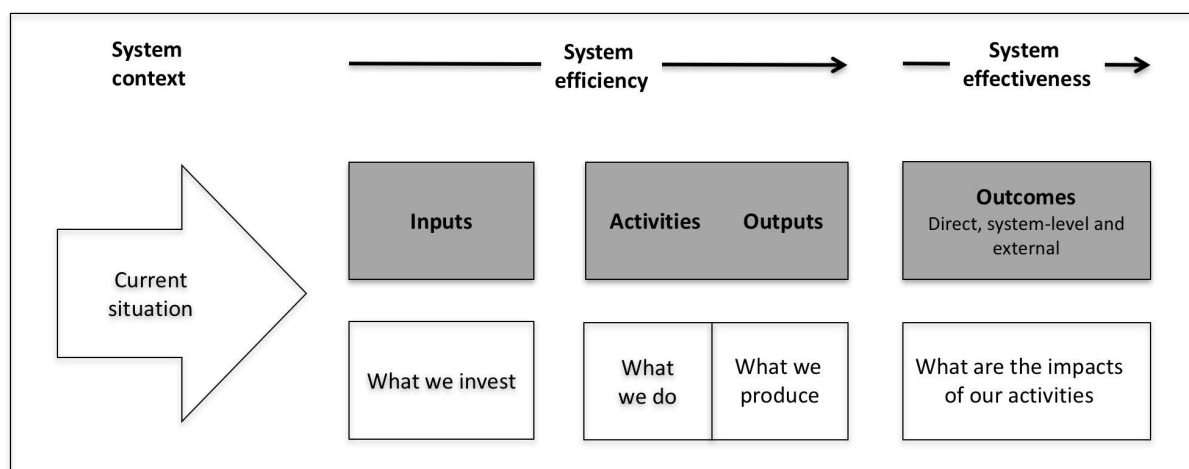 System
context
System
efficiency
System
effectiveness
Current
situation
Inputs
Activities
Outputs
Outcomes
Direct, system-level and
external
What we invest
What
we do
What we
produce
What are the impacts
of our activities